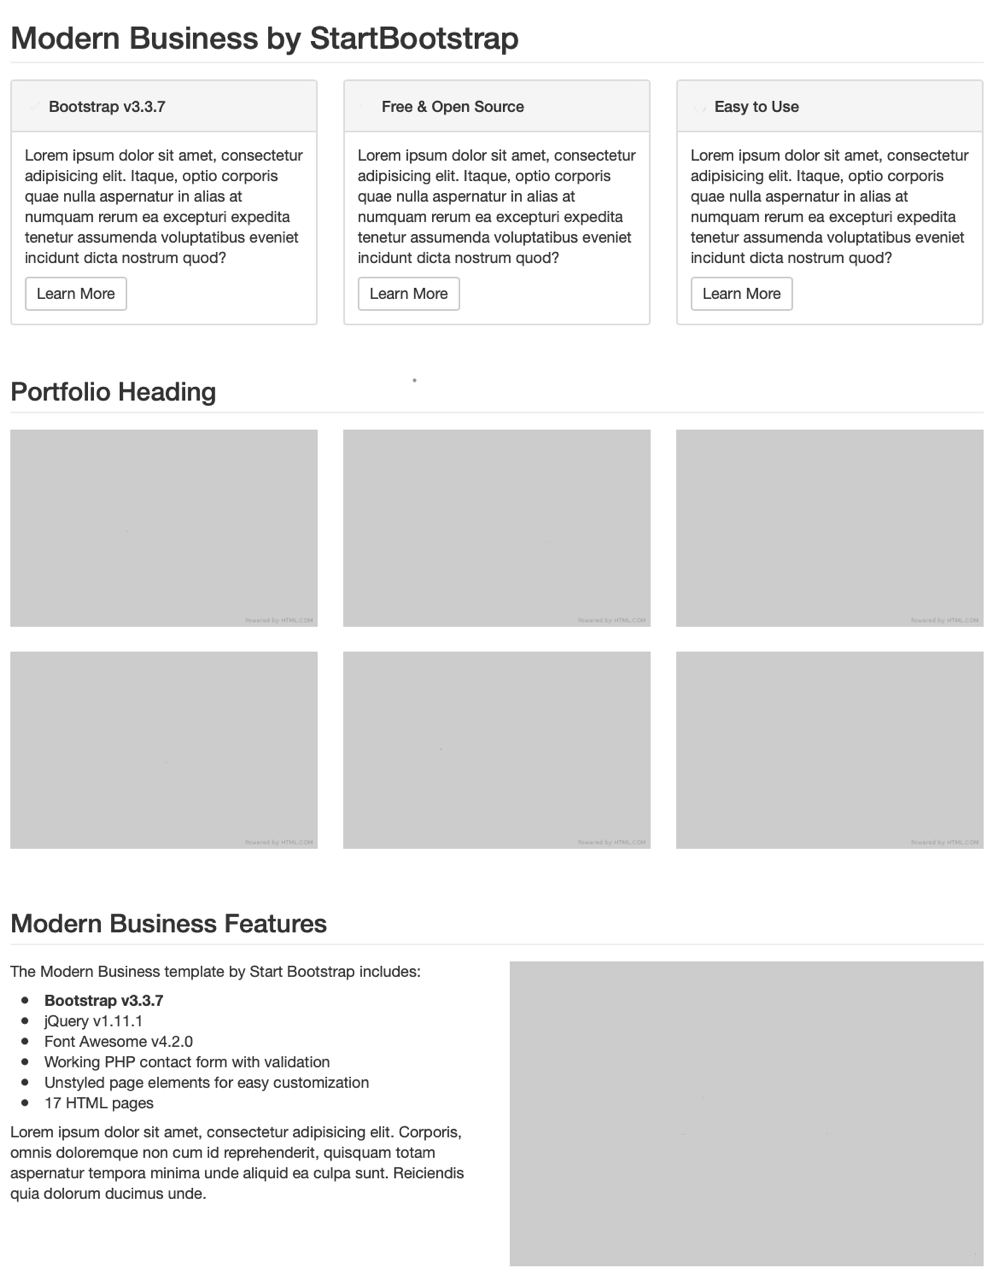 Modern Business by StartBootstrap
Bootstrap v3.3.7
Lorem ipsum dolor sit amet, consectetur
adipisicing elit. Itaque, optio corporis
quae nulla aspernatur in alias at
numquam rerum ea excepturi expedita
tenetur assumenda voluptatibus eveniet
incidunt dicta nostrum quod?
Learn More
Free & Open Source
Lorem ipsum dolor sit amet, consectetur
adipisicing elit. Itaque, optio corporis
quae nulla aspernatur in alias at
numquam rerum ea excepturi expedita
tenetur assumenda voluptatibus eveniet
incidunt dicta nostrum quod?
Learn More
Easy to Use
Lorem ipsum dolor sit amet, consectetur
adipisicing elit. Itaque, optio corporis
quae nulla aspernatur in alias at
numquam rerum ea excepturi expedita
tenetur assumenda voluptatibus eveniet
incidunt dicta nostrum quod?
Learn More
Portfolio Heading
Powered by HTML.COM
Powered by HTML.COM
Powered by HTML.COM
Powered by HTML.COM
Powered by HTML.COM
Powered by HTML.COM
Modern Business Features
The Modern Business template by Start Bootstrap includes:
• Bootstrap v3.3.7
• jQuery v1.11.1
• Font Awesome v4.2.0
• Working PHP contact form with validation
• Unstyled page elements for easy customization
• 17 HTML pages
Lorem ipsum dolor sit amet, consectetur adipisicing elit. Corporis,
omnis doloremque non cum id reprehenderit, quisquam totam
aspernatur tempora minima unde aliquid ea culpa sunt. Reiciendis
quia dolorum ducimus unde.